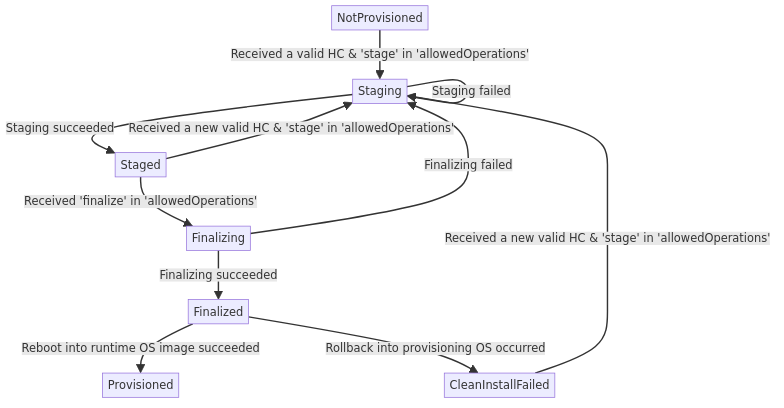 NotProvisioned
Received a valid HC & 'stage' in 'allowedOperations'
Staging
Staging failed
Staging succeeded
Received a new valid HC & 'stage' in 'allowedOperations'
Staged
Finalizing failed
Received 'finalize' in 'allowedOperations'
Finalizing
Received a new valid HC & 'stage' in 'allowedOperations'
Finalizing succeeded
Finalized
Reboot into runtime OS image succeeded
Rollback into provisioning OS occurred
Provisioned
CleanInstallFailed